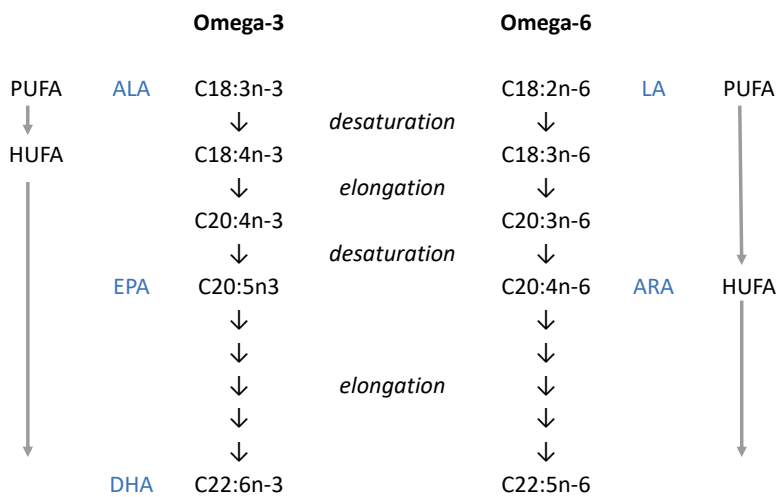 Omega-3 Omega-6
PUFA ALA C18:3n-3 C18:2n-6 LA PUFA
desaturation
HUFA C18:4n-3 C18:3n-6
elongation
C20:4n-3 C20:3n-6
desaturation
EPA C20:5n3 C20:4n-6 ARA HUFA
elongation
DHA C22:6n-3 C22:5n-6